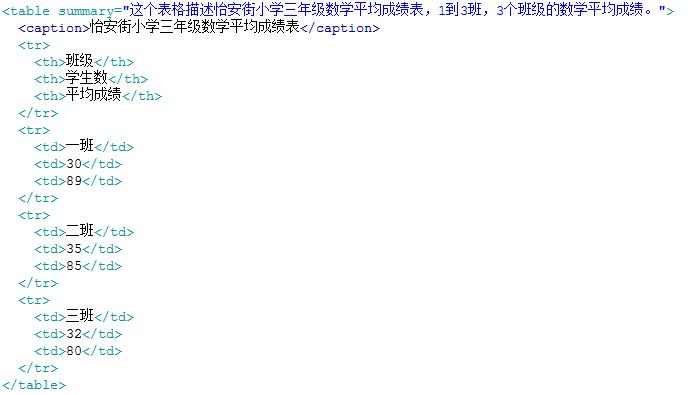 <table summary="这个表格描述怡安街小学三年级数学平均成绩表，1到3班，3个班级的数学平均成绩。">
  <caption>怡安街小学三年级数学平均成绩表</caption>
  <tr>
    <th>班级</th>
    <th>学生数</th>
    <th>平均成绩</th>
  </tr>
  <tr>
    <td>一班</td>
    <td>30</td>
    <td>89</td>
  </tr>
  <tr>
    <td>二班</td>
    <td>35</td>
    <td>85</td>
  </tr>
  <tr>
    <td>三班</td>
    <td>32</td>
    <td>80</td>
  </tr>
</table>